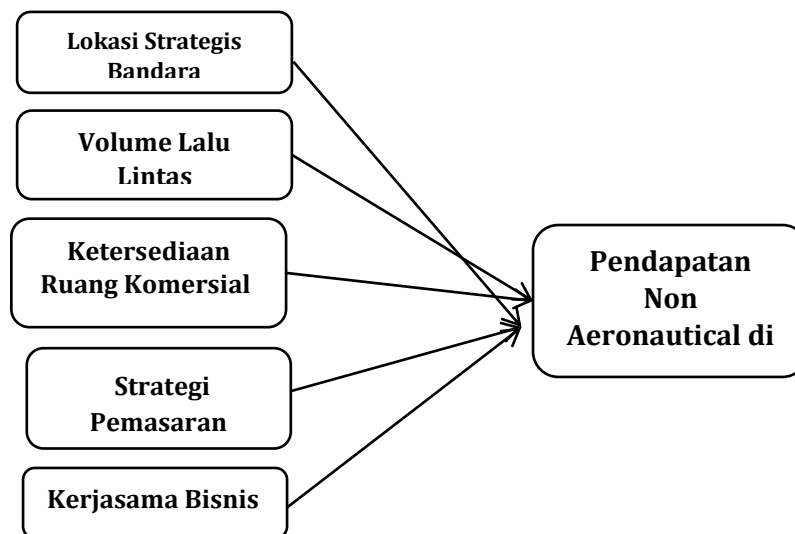 Lokasi Strategis
Bandara
Volume Lalu
Lintas
Ketersediaan
Ruang Komersial
Strategi
Pemasaran
Kerjasama Bisnis
Pendapatan
Non
Aeronautical di